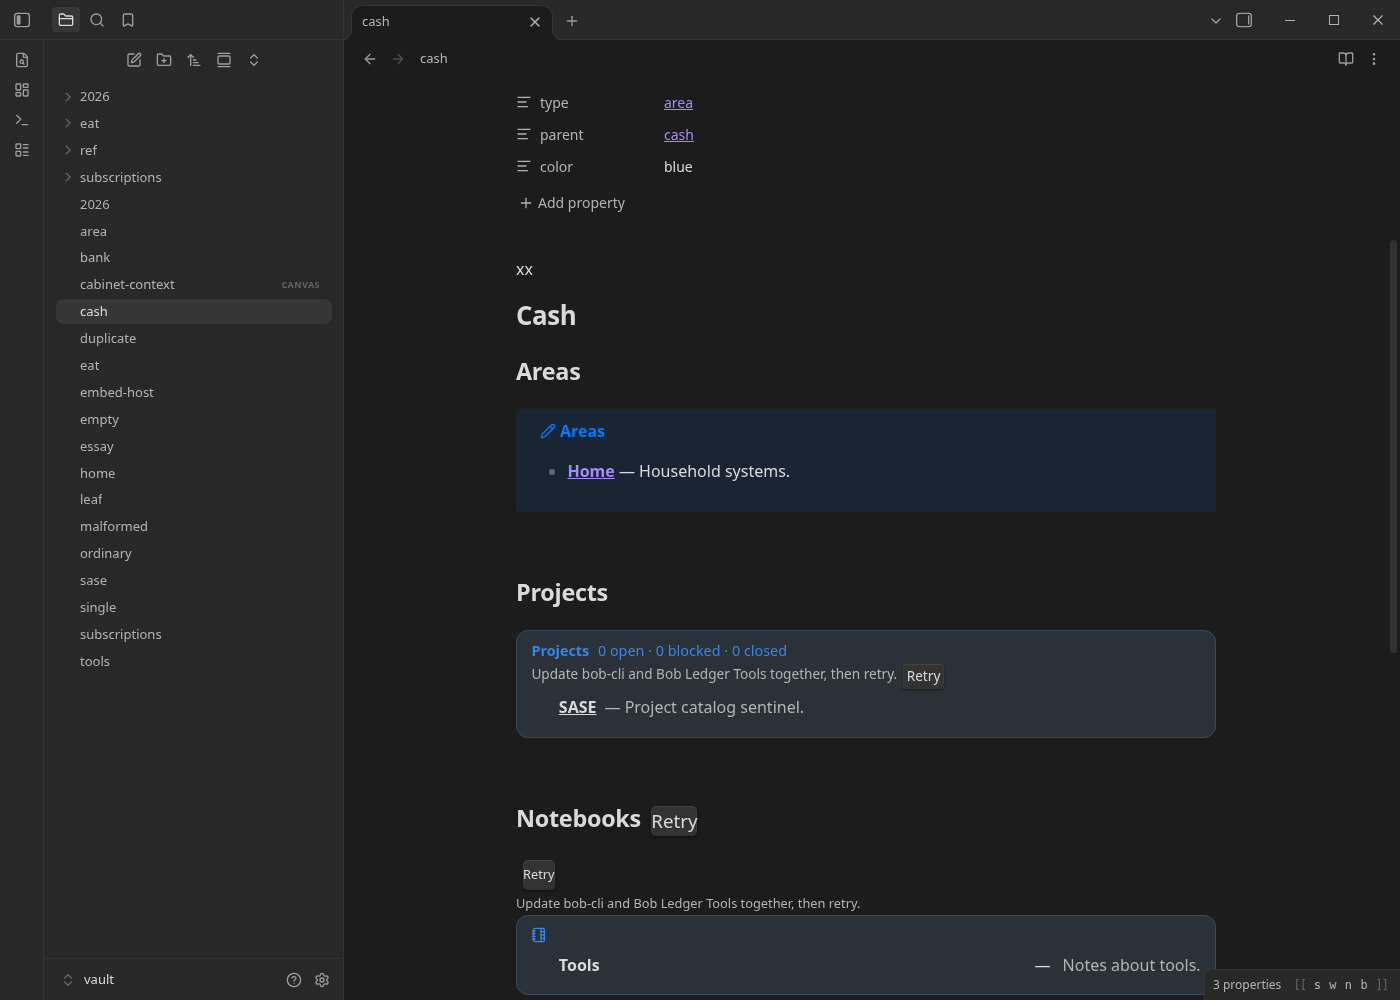 cash
cash
2026
eat
ref
subscriptions
2026
area
bank
cabinet-context CANVAS
cash
duplicate
eat
embed-host
empty
essay
home
leaf
malformed
ordinary
sase
single
subscriptions
tools
vault
type area
parent cash
color blue
Add property
xx
Cash
Areas
Areas
Home — Household systems.
Projects
Projects 0 open · 0 blocked · 0 closed
Update bob-cli and Bob Ledger Tools together, then retry. Retry
SASE — Project catalog sentinel.
Notebooks Retry
Retry
Update bob-cli and Bob Ledger Tools together, then retry.
Tools — Notes about tools.
3 properties [[ s w n b ]]